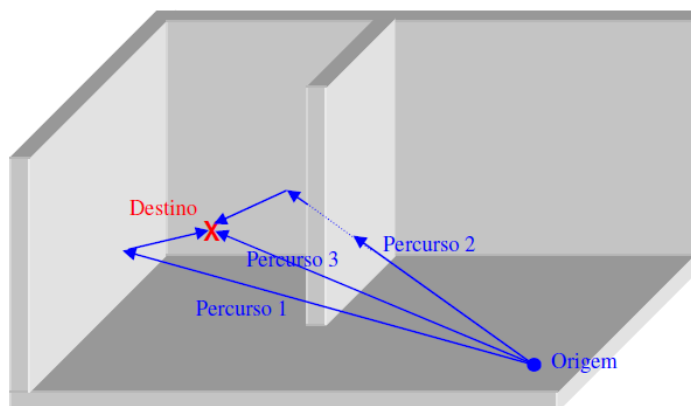 Destino
X
Percurso 2
Percurso 3
Percurso 1
Origem